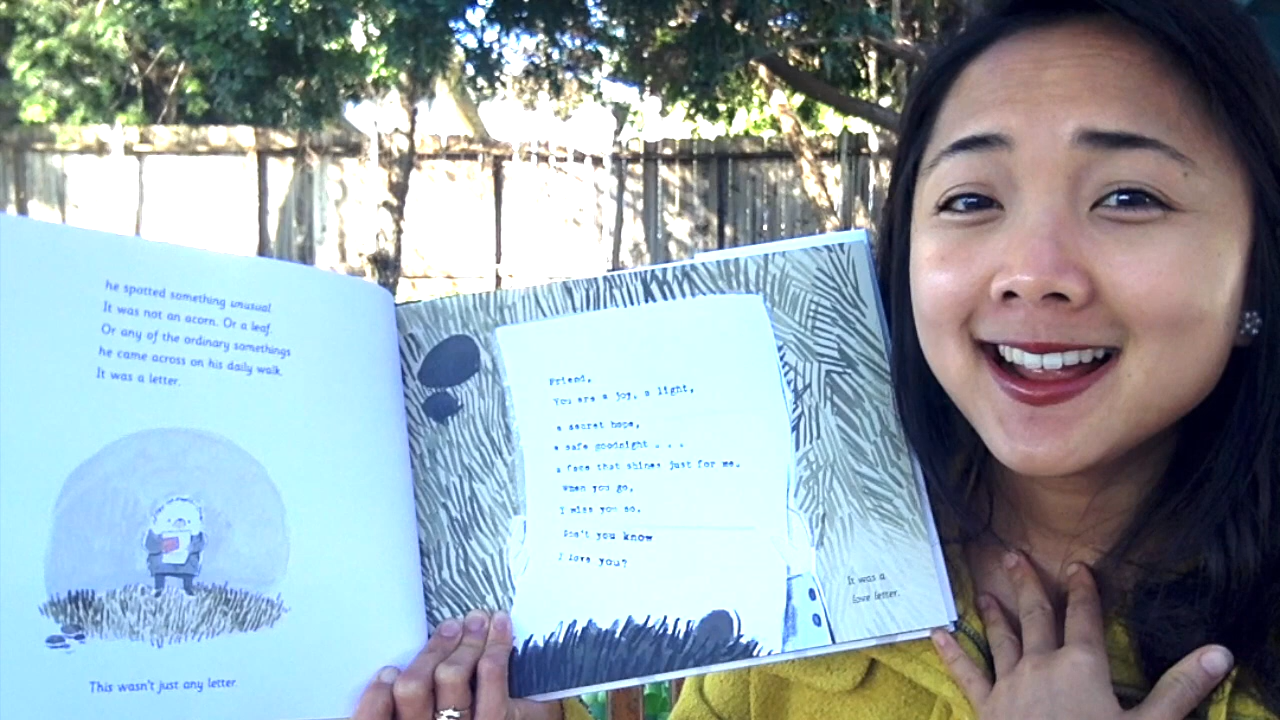 he spotted something unusual.
It was not an acorn. Or a leaf.
Or any of the ordinary somethings
he came across on his daily walk.
It was a letter.
This wasn't just any letter.
Friend,
You are a joy, a light,
a secret hope,
a safe goodnight . . .
a face that shines just for me.
When you go,
I miss you so.
Don't you know
I love you?
It was a
love letter.